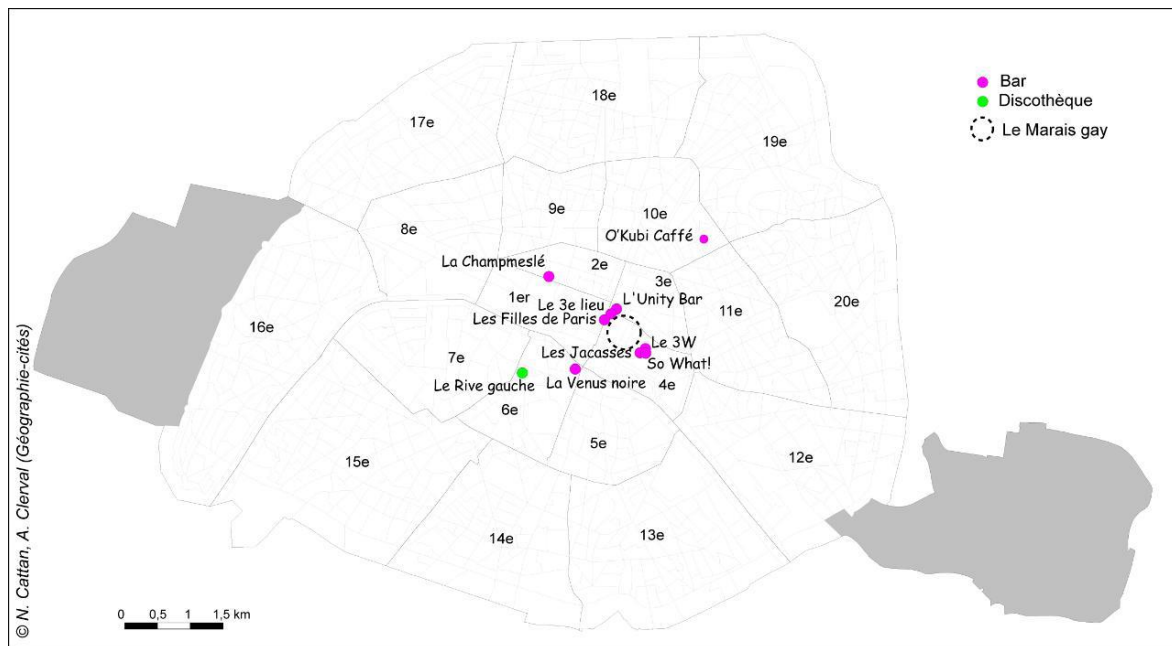 Bar
Discothèque
Le Marais gay
18e
17e
19e
9e
10e
8e
O'Kubi Caffé
La Champmeslé
2e
3e
1er
Le 3e lieu
L'Unity Bar
11e
20e
Les Filles de Paris
16e
7e
Les Jacasses
Le 3W
So What!
Le Rive gauche
La Venus noire
4e
6e
5e
15e
12e
14e
13e
0 0,5 1 1,5 km
© N. Cattan, A. Clerval (Géographie-cités)